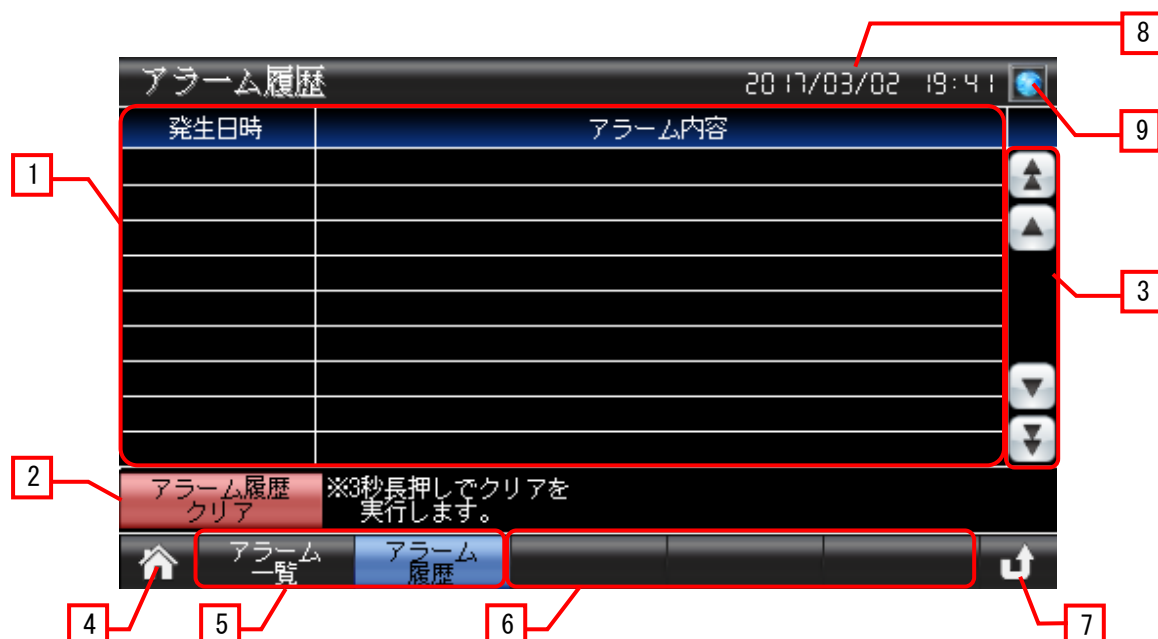 8
アラーム履歴 2017/03/02 19:41
9
発生日時 アラーム内容
1
3
2
アラーム履歴
クリア
※3秒長押しでクリアを
実行します。
アラーム
一覧
アラーム
履歴
4
5
6
7